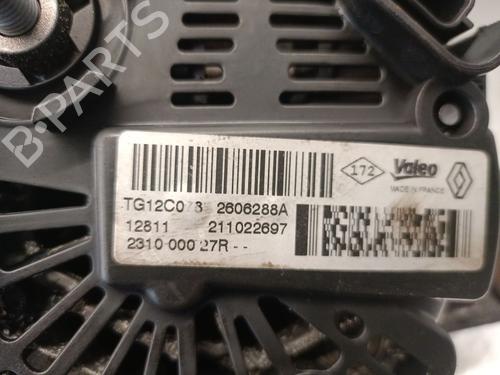 B-PARTS
172 Valeo
MADE IN FRANCE
TG12C073 2606288A
12811 211022697
2310 000 27R - -